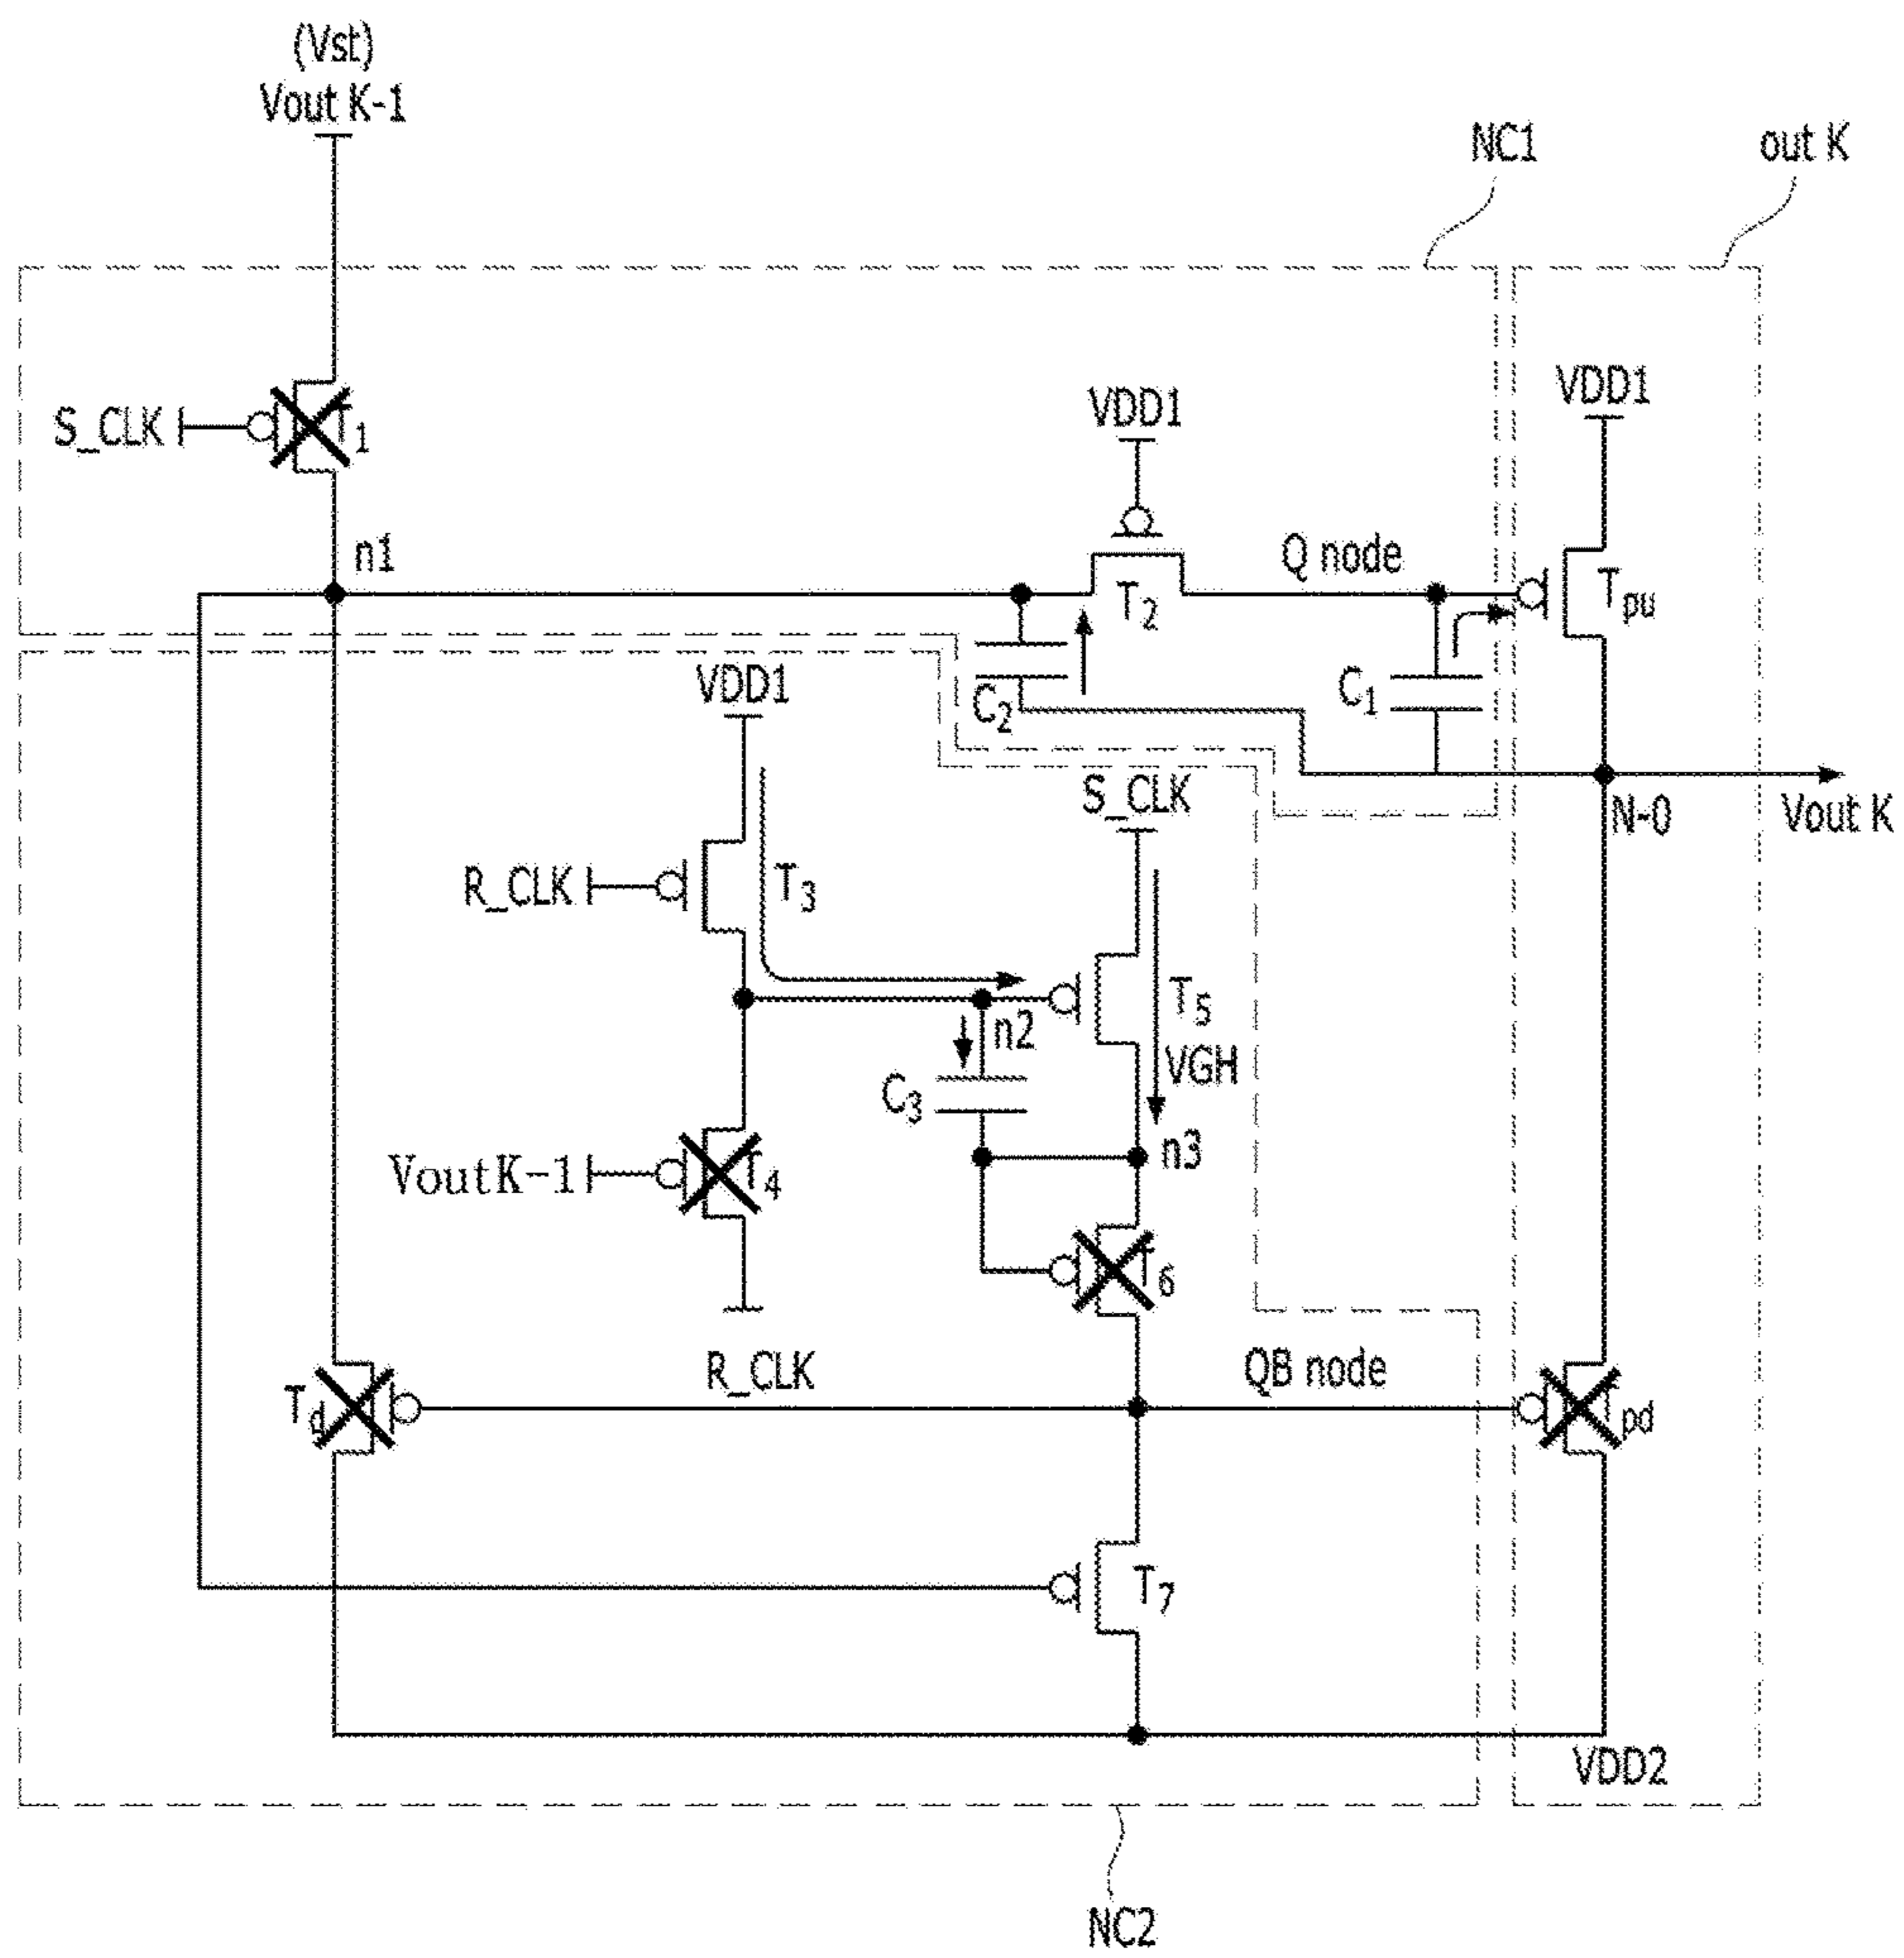 (Vst)
Vout K-1
NC1
out K
S_CLK
T1
n1
VDD1
VDD1
Q node
T2
Tpu
C2
C1
VDD1
S_CLK
N-0
Vout K
R_CLK
T3
T5
n2
VGH
C3
n3
VoutK-1
T4
T6
R_CLK
QB node
Td
Tpd
T7
VDD2
NC2